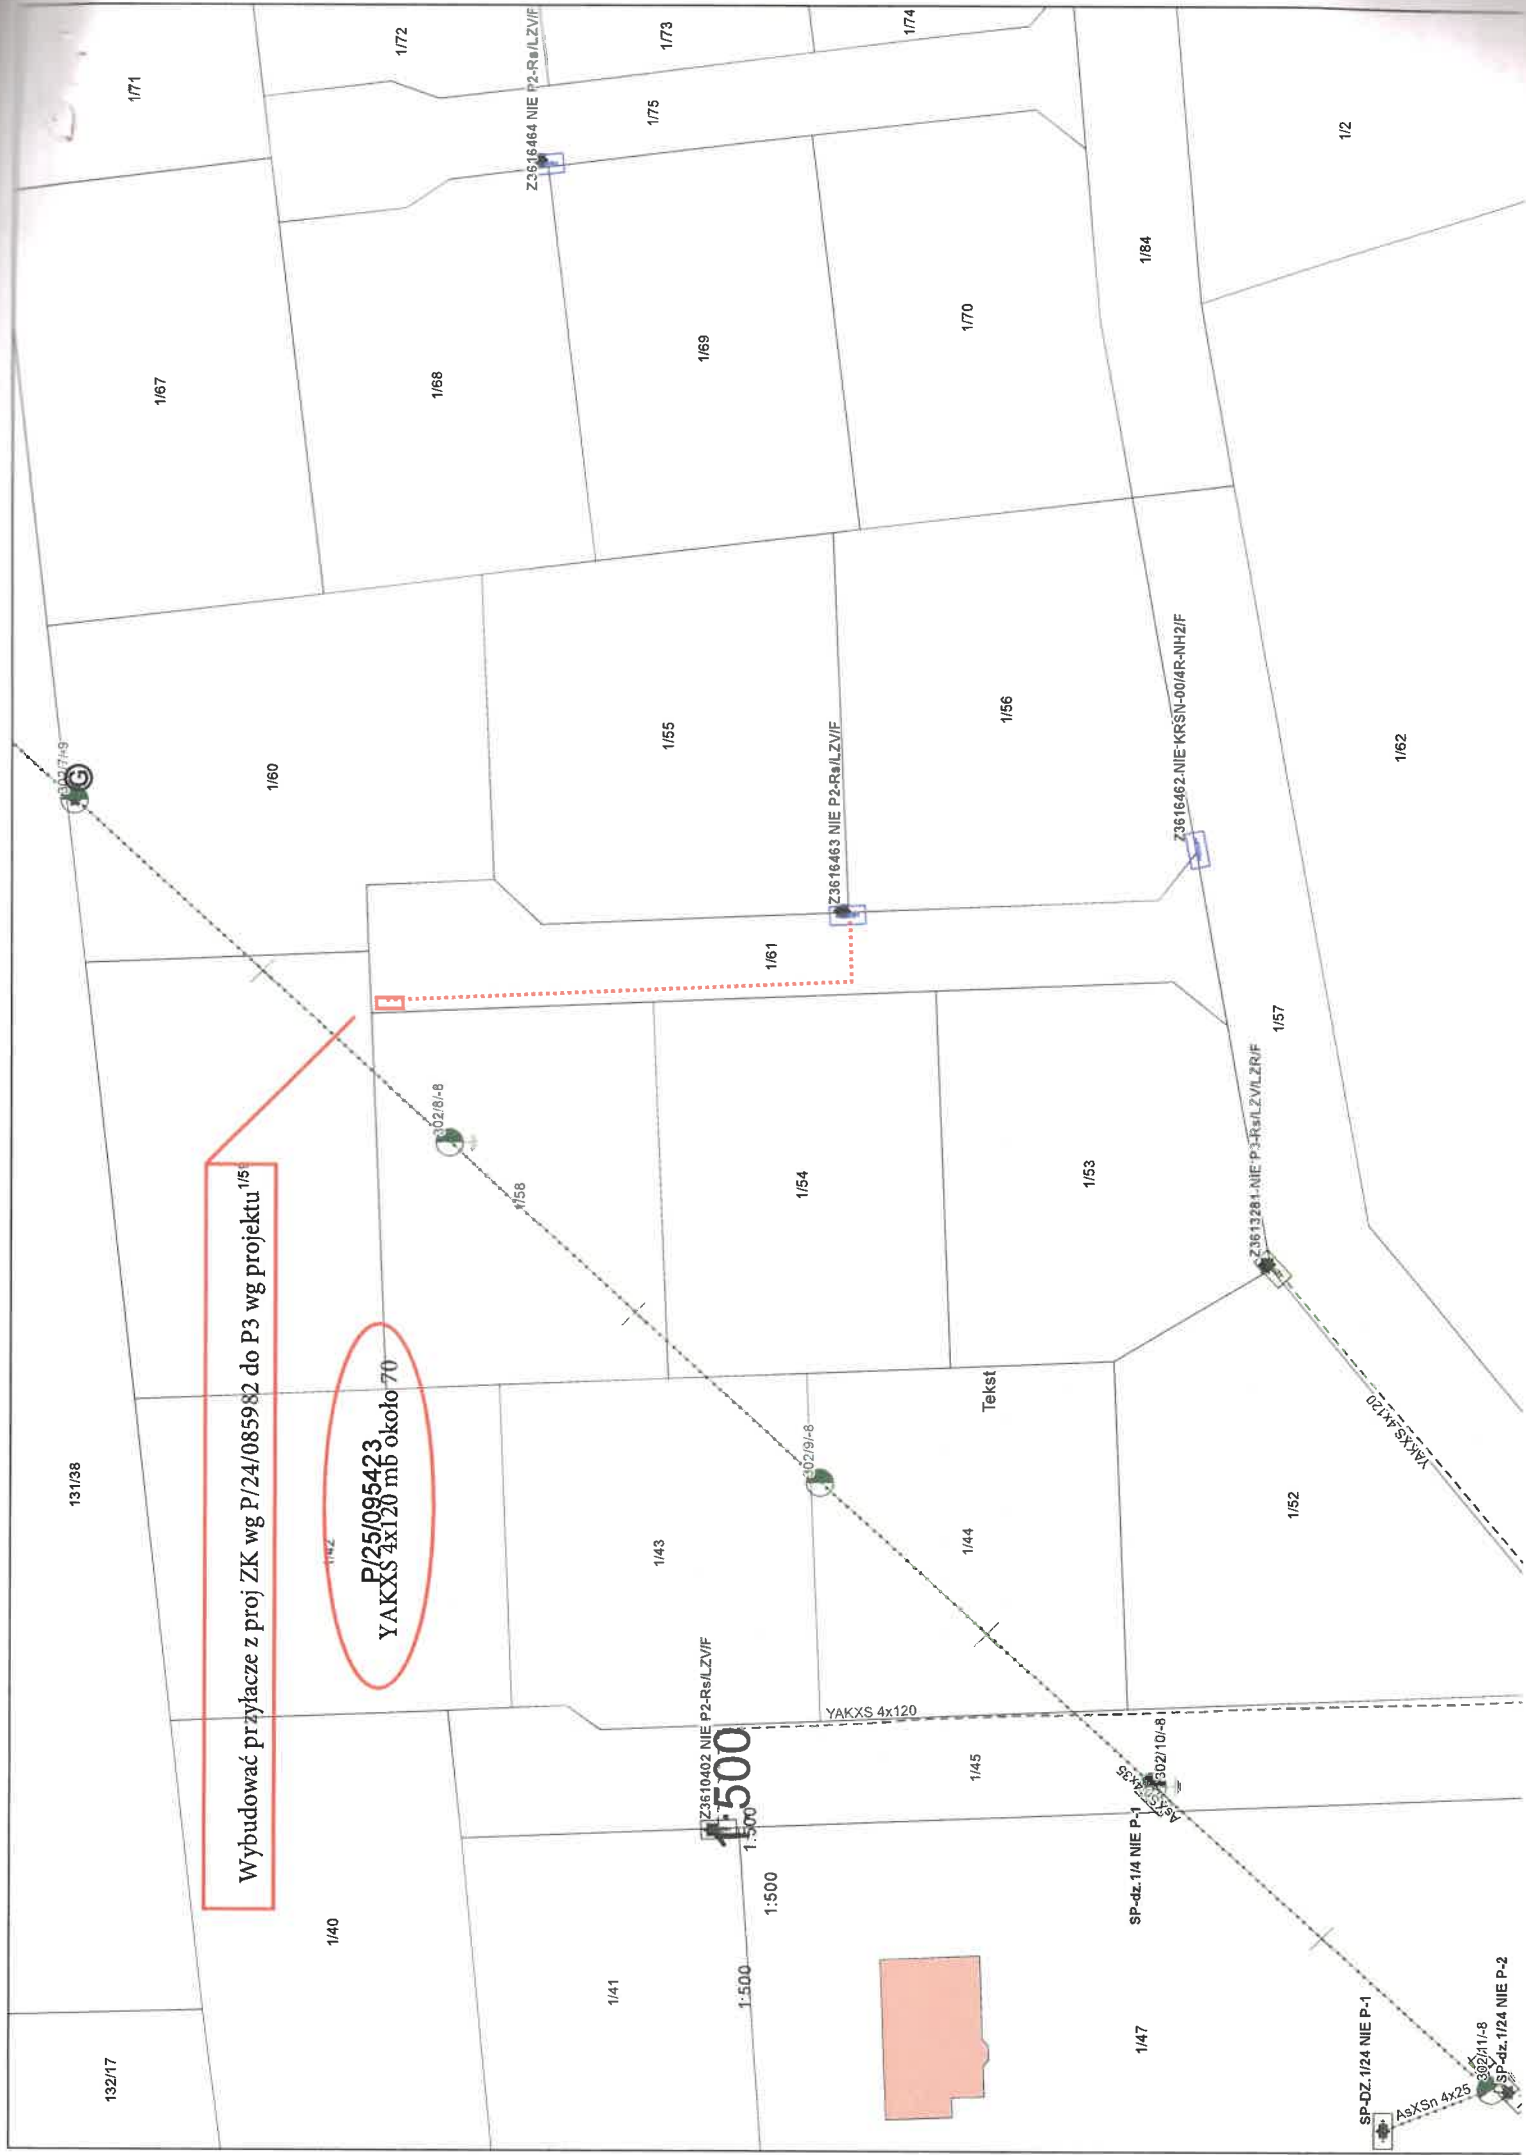 132/17
131/38
1/71
1/72
1/73
1/74
1/75
Z3616464 NIE P2-Rs/LZV/F
1/67
1/68
1/69
1/70
1/84
1/2
1/60
G
1/55
1/56
Z3616463 NIE P2-Rs/LZV/F
Z3616462-NIE-KRSN-00/4R-NH2/F
1/62
1/61
1/57
Wybudować przyłacze z proj ZK wg P/24/085982 do P3 wg projektu
302/8/-8
1/58
1/54
1/53
Z3613281-NIE P3-Rs/LZV/LZR/F
P/25/095423
YAKXS 4x120 mb około 70
1/42
1/43
302/9/-8
Tekst
1/44
1/52
YAKXS 4x120
Z3610402 NIE P2-Rs/LZV/F
YAKXS 4x120
1:500
1:500
1:500
1:500
1/45
302/10/-8
SP-dz.1/4 NIE P-1
1/40
1/41
1/47
SP-DZ.1/24 NIE P-1
AsXSn 4x25
302/11/-8
SP-dz.1/24 NIE P-2